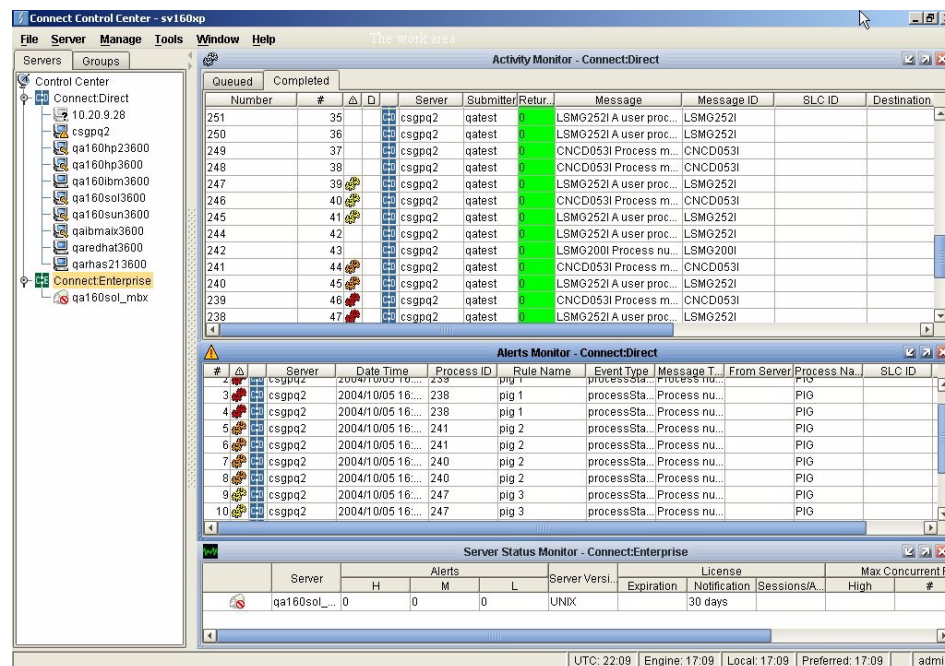 Connect Control Center - sv160xp
File Server Manage Tools Window Help
The work area
Servers Groups
Control Center
Connect:Direct
10.20.9.28
csgpq2
qa160hp23600
qa160hp3600
qa160ibm3600
qa160sol3600
qa160sun3600
qaibmaix3600
qaredhat3600
qarhas213600
Connect:Enterprise
qa160sol_mbx
Activity Monitor - Connect:Direct
Queued Completed
Number # D Server Submitter Retur... Message Message ID SLC ID Destination
251 35 csgpq2 qatest 0 LSMG252I A user proc... LSMG252I
250 36 csgpq2 qatest 0 LSMG252I A user proc... LSMG252I
249 37 csgpq2 qatest 0 CNCD053I Process m... CNCD053I
248 38 csgpq2 qatest 0 CNCD053I Process m... CNCD053I
247 39 csgpq2 qatest 0 LSMG252I A user proc... LSMG252I
246 40 csgpq2 qatest 0 CNCD053I Process m... CNCD053I
245 41 csgpq2 qatest 0 LSMG252I A user proc... LSMG252I
244 42 csgpq2 qatest 0 LSMG252I A user proc... LSMG252I
242 43 csgpq2 qatest 0 LSMG200I Process nu... LSMG200I
241 44 csgpq2 qatest 0 CNCD053I Process m... CNCD053I
240 45 csgpq2 qatest 0 LSMG252I A user proc... LSMG252I
239 46 csgpq2 qatest 0 CNCD053I Process m... CNCD053I
238 47 csgpq2 qatest 0 LSMG252I A user proc... LSMG252I
Alerts Monitor - Connect:Direct
# Server Date Time Process ID Rule Name Event Type Message T... From Server Process Na... SLC ID
2 csgpq2 2004/10/05 16:... 239 pig 1 processSta... Process nu... PIG
3 csgpq2 2004/10/05 16:... 238 pig 1 processSta... Process nu... PIG
4 csgpq2 2004/10/05 16:... 238 pig 1 processSta... Process nu... PIG
5 csgpq2 2004/10/05 16:... 241 pig 2 processSta... Process nu... PIG
6 csgpq2 2004/10/05 16:... 241 pig 2 processSta... Process nu... PIG
7 csgpq2 2004/10/05 16:... 240 pig 2 processSta... Process nu... PIG
8 csgpq2 2004/10/05 16:... 240 pig 2 processSta... Process nu... PIG
9 csgpq2 2004/10/05 16:... 247 pig 3 processSta... Process nu... PIG
10 csgpq2 2004/10/05 16:... 247 pig 3 processSta... Process nu... PIG
Server Status Monitor - Connect:Enterprise
Server Alerts Server Versi... License Max Concurrent
H M L Expiration Notification Sessions/A... High #
qa160sol_... 0 0 0 UNIX 30 days
UTC: 22:09 Engine: 17:09 Local: 17:09 Preferred: 17:09 admi